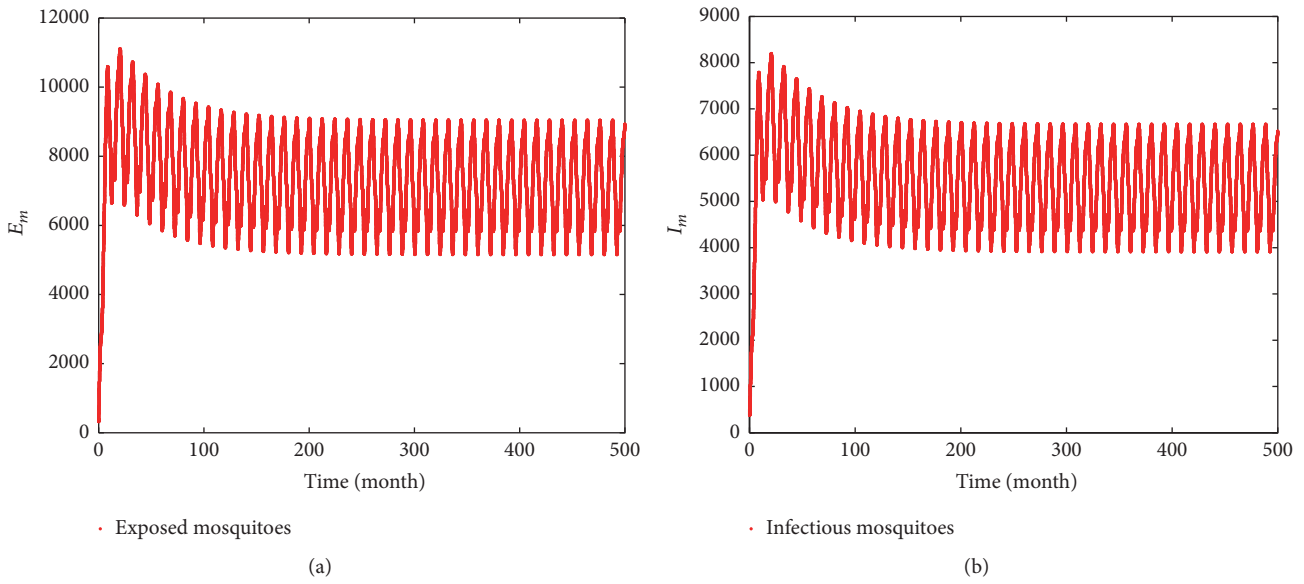 12000
10000
8000
6000
4000
2000
0
E_m
0 100 200 300 400 500
Time (month)
• Exposed mosquitoes
(a)
9000
8000
7000
6000
5000
4000
3000
2000
1000
0
I_m
0 100 200 300 400 500
Time (month)
• Infectious mosquitoes
(b)